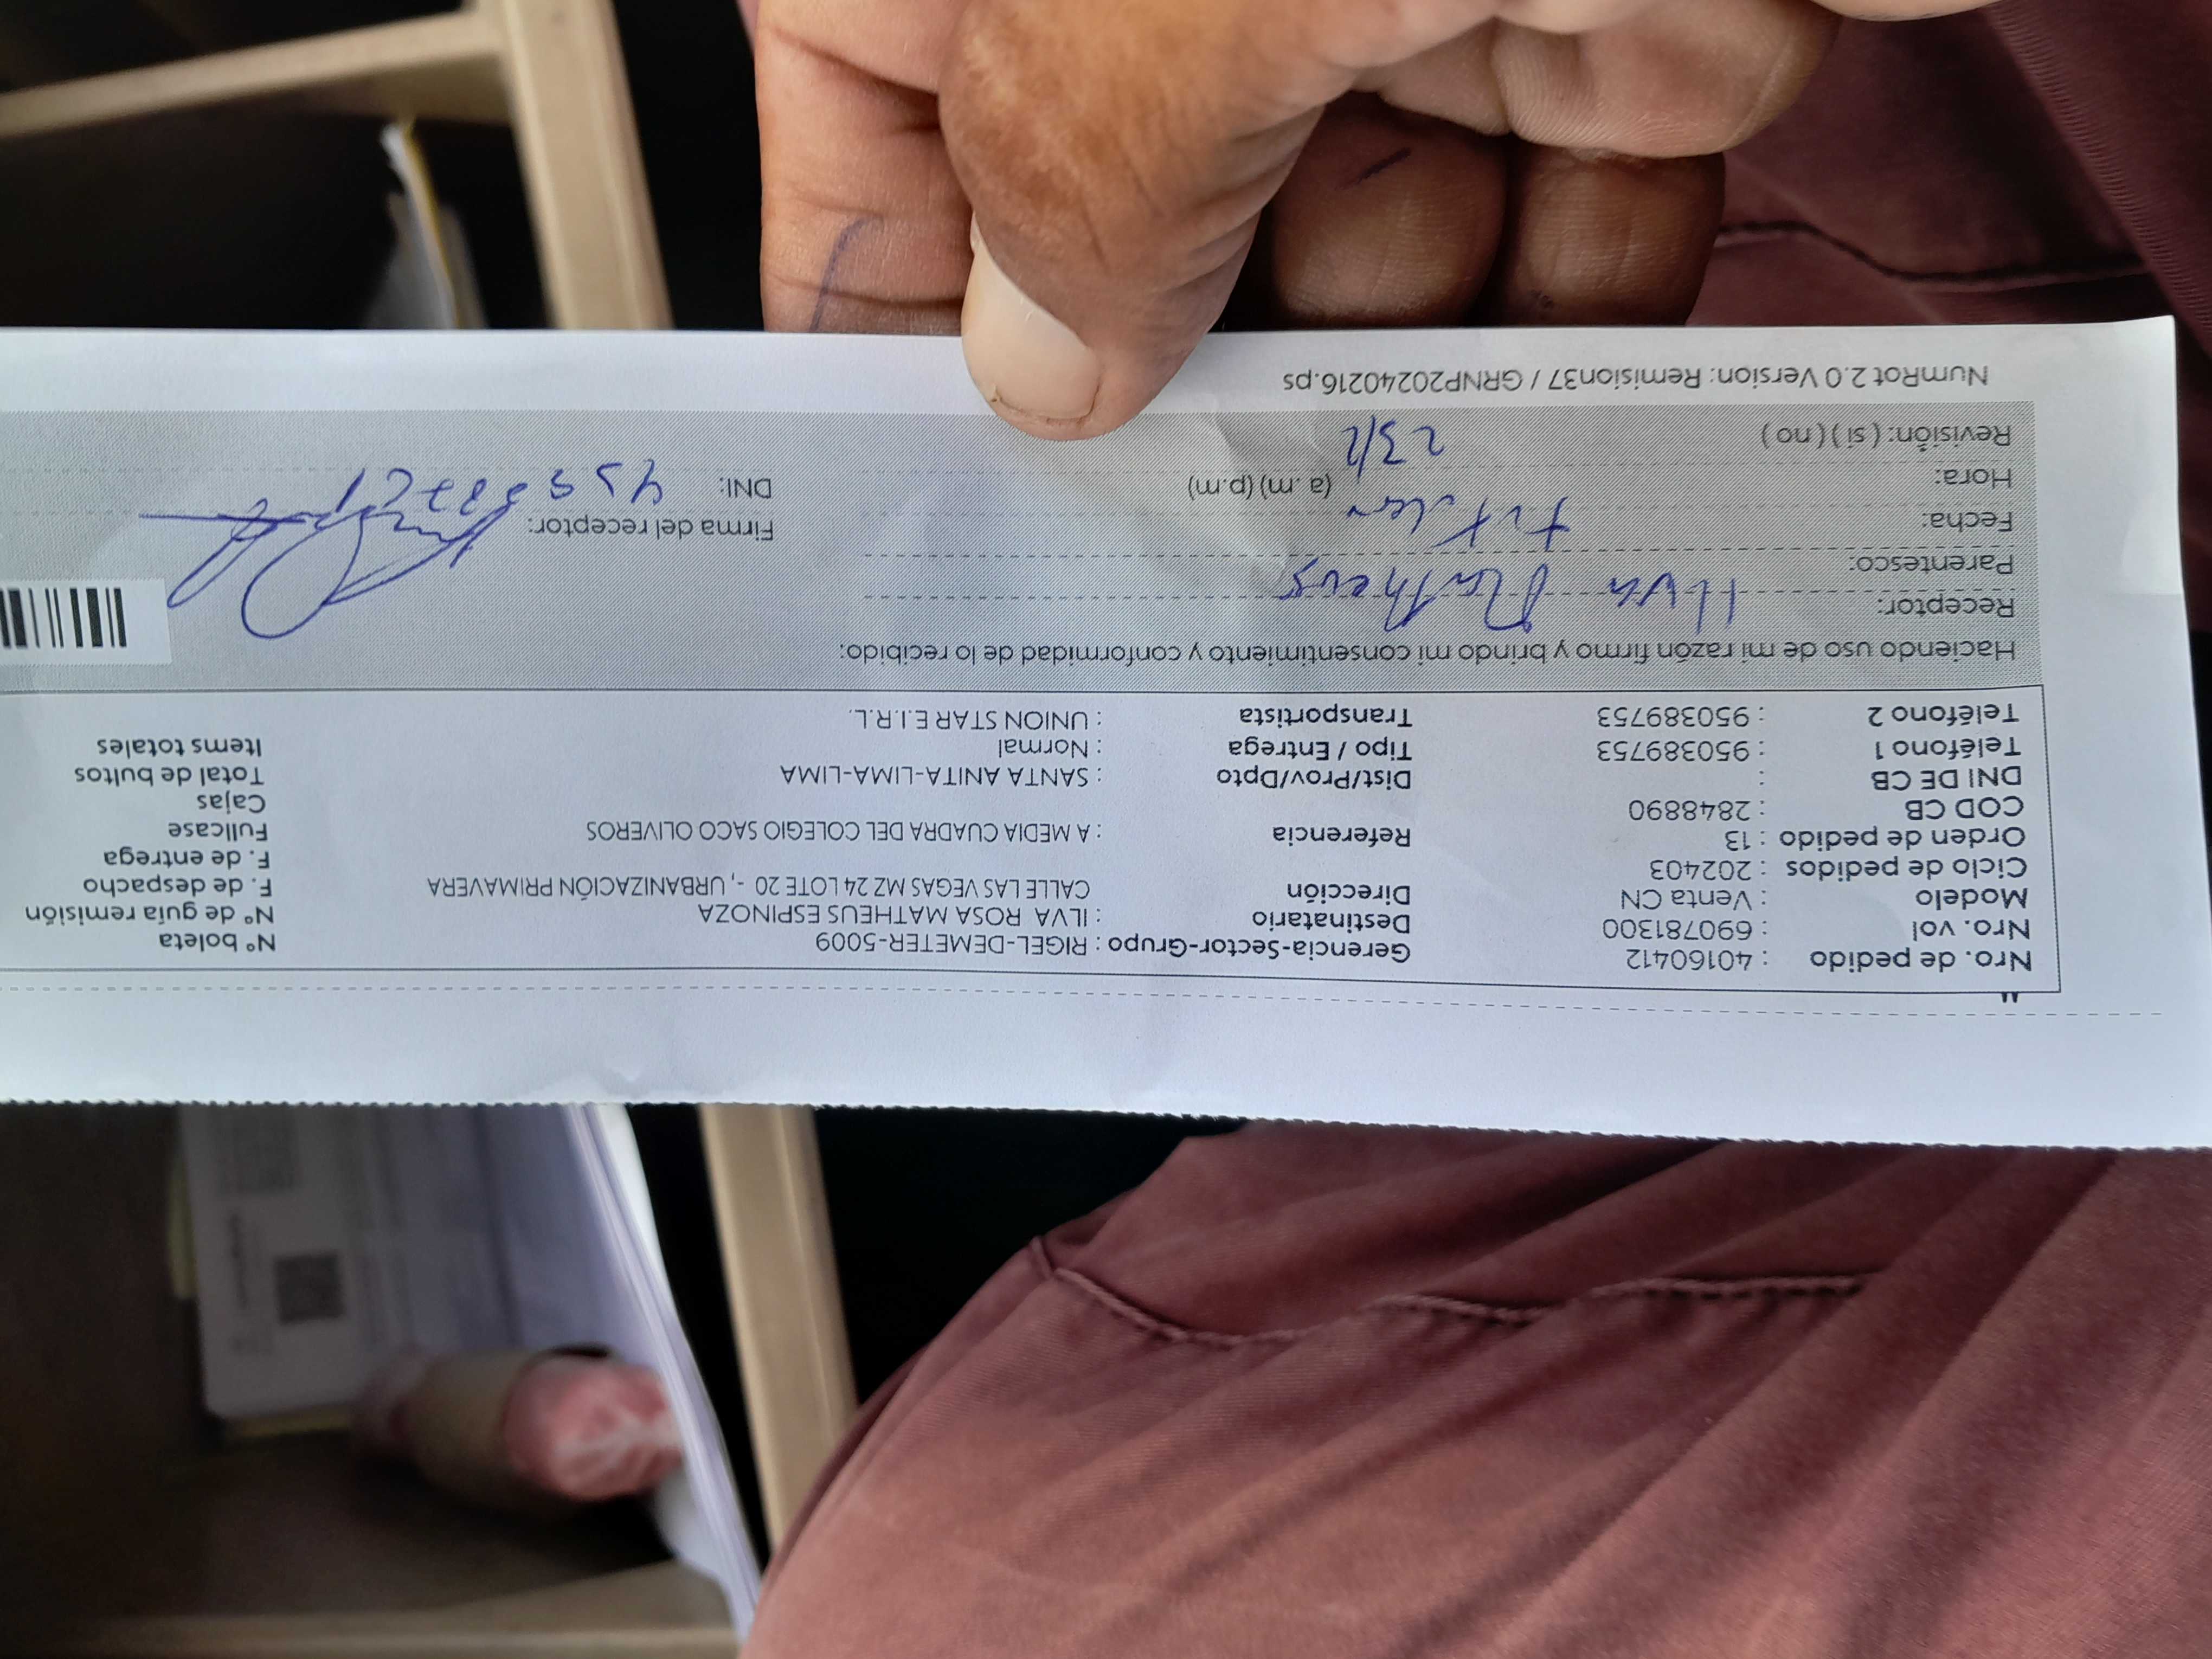 Nro. de pedido : 40160412 Gerencia-Sector-Grupo : RIGEL-DEMETER-5009 N° boleta
Nro. vol : 690781300 Destinatario : ILVA ROSA MATHEUS ESPINOZA N° de guía remisión
Modelo : Venta CN Dirección CALLE LAS VEGAS MZ 24 LOTE 20 -, URBANIZACIÓN PRIMAVERA F. de despacho
Ciclo de pedidos : 202403 F. de entrega
Orden de pedido : 13 Referencia : A MEDIA CUADRA DEL COLEGIO SACO OLIVEROS Fullcase
COD CB : 2848890 Cajas
DNI DE CB : Dist/Prov/Dpto : SANTA ANITA-LIMA-LIMA Total de bultos
Teléfono 1 : 950389753 Tipo / Entrega : Normal Items totales
Teléfono 2 : 950389753 Transportista : UNION STAR E.I.R.L.
Haciendo uso de mi razón firmo y brindo mi consentimiento y conformidad de lo recibido:
Receptor: Ilva Matheus
Parentesco:
Fecha: titular Firma del receptor:
Hora: (a.m) (p.m) DNI:
Revisión: ( si ) ( no ) 23/2
NumRot 2.0 Version: Remision37 / GRNP20240216.ps